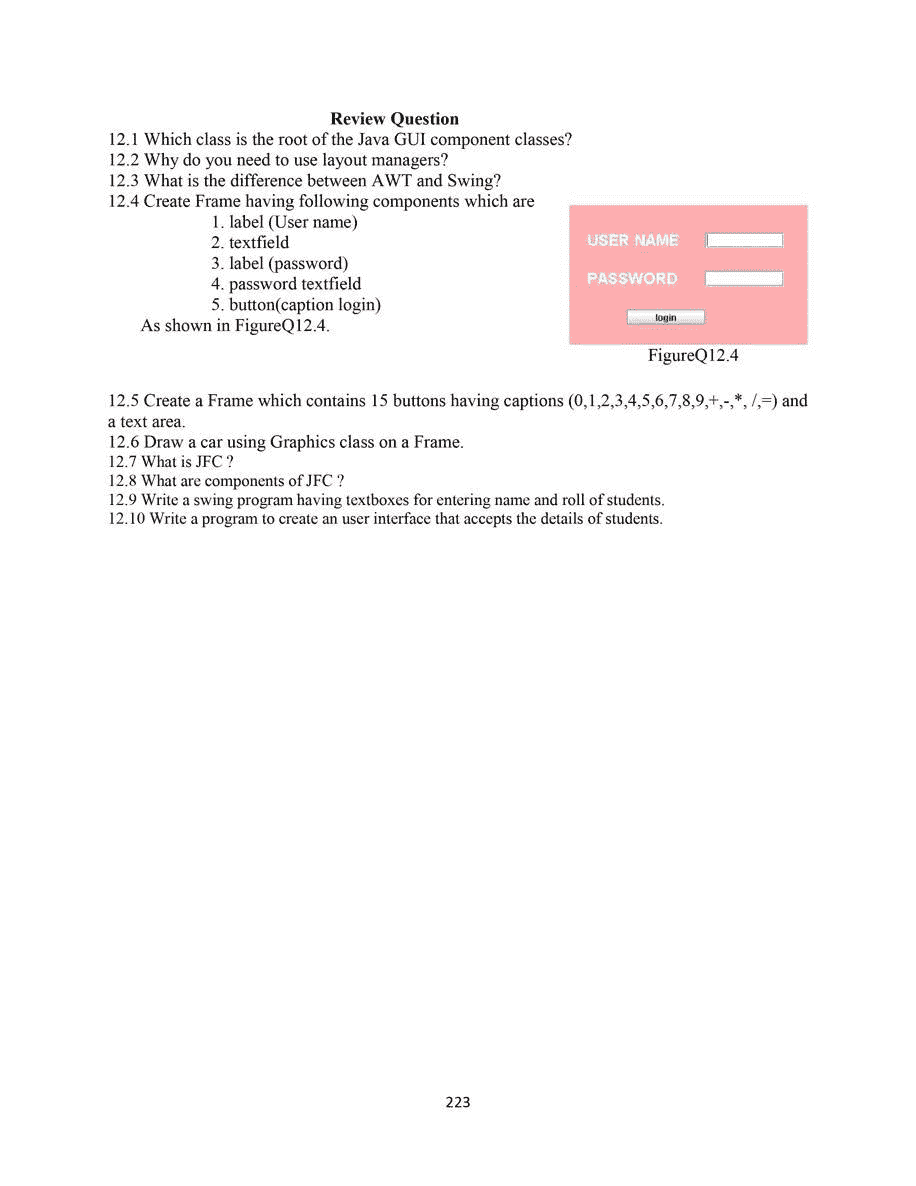 Review Question
12.1 Which class is the root of the Java GUI component classes?
12.2 Why do you need to use layout managers?
12.3 What is the difference between AWT and Swing?
12.4 Create Frame having following components which are
1. label (User name)
2. textfield
3. label (password)
4. password textfield
5. button(caption login)
As shown in FigureQ12.4.
USER NAME
PASSWORD
login
FigureQ12.4
12.5 Create a Frame which contains 15 buttons having captions (0,1,2,3,4,5,6,7,8,9,+,-,*, /,=) and
a text area.
12.6 Draw a car using Graphics class on a Frame.
12.7 What is JFC ?
12.8 What are components of JFC ?
12.9 Write a swing program having textboxes for entering name and roll of students.
12.10 Write a program to create an user interface that accepts the details of students.
223